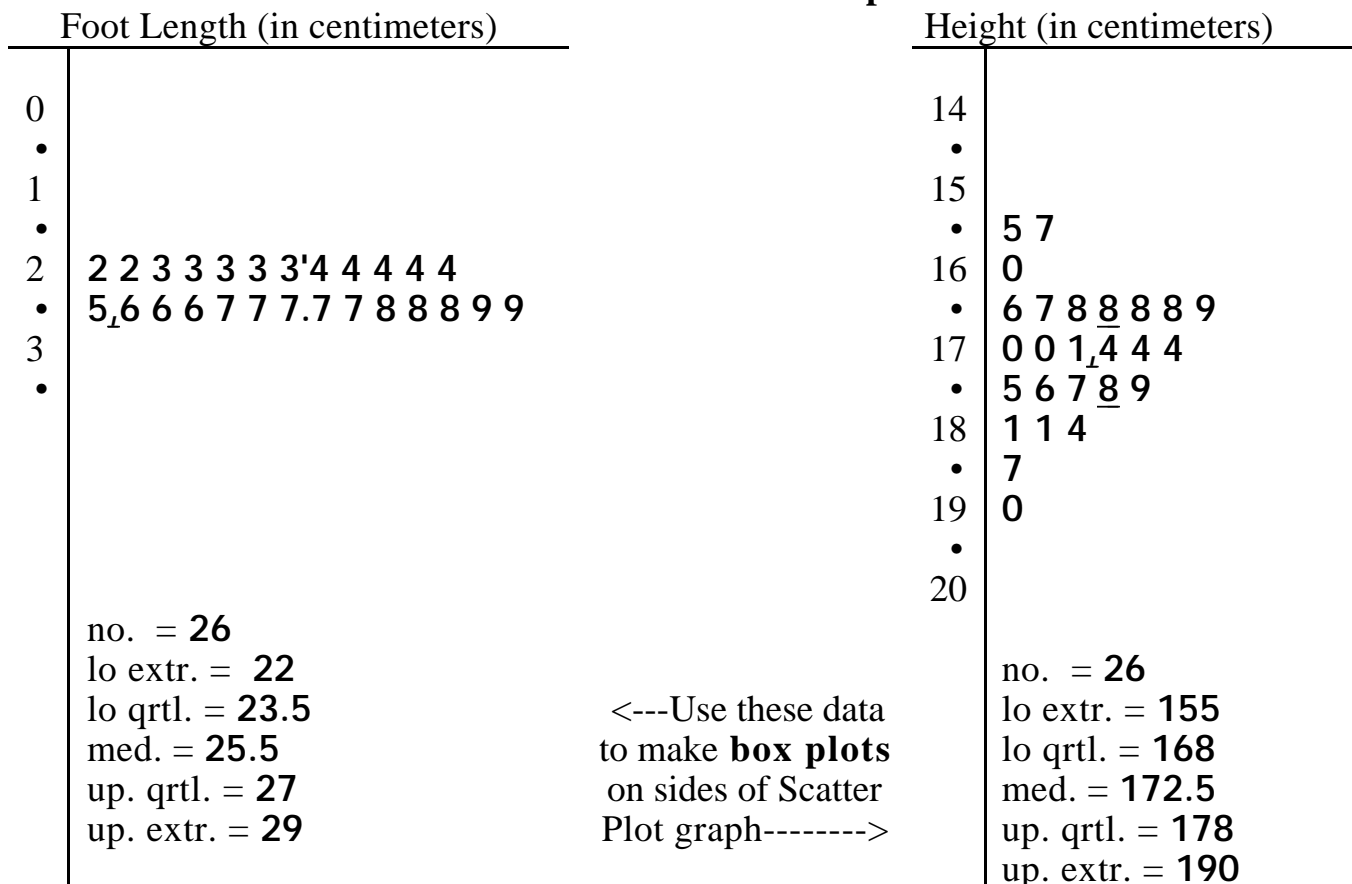 Foot Length (in centimeters)
0
•
1
•
2 2 2 3 3 3 3 3'4 4 4 4 4
• 5,6 6 6 7 7 7.7 7 8 8 8 9 9
3
•
no. = 26
lo extr. = 22
lo qrtl. = 23.5
med. = 25.5
up. qrtl. = 27
up. extr. = 29
<---Use these data
to make box plots
on sides of Scatter
Plot graph-------->
Height (in centimeters)
14
•
15
• 5 7
16 0
• 6 7 8 8 8 8 9
17 0 0 1,4 4 4
• 5 6 7 8 9
18 1 1 4
• 7
19 0
•
20
no. = 26
lo extr. = 155
lo qrtl. = 168
med. = 172.5
up. qrtl. = 178
up. extr. = 190